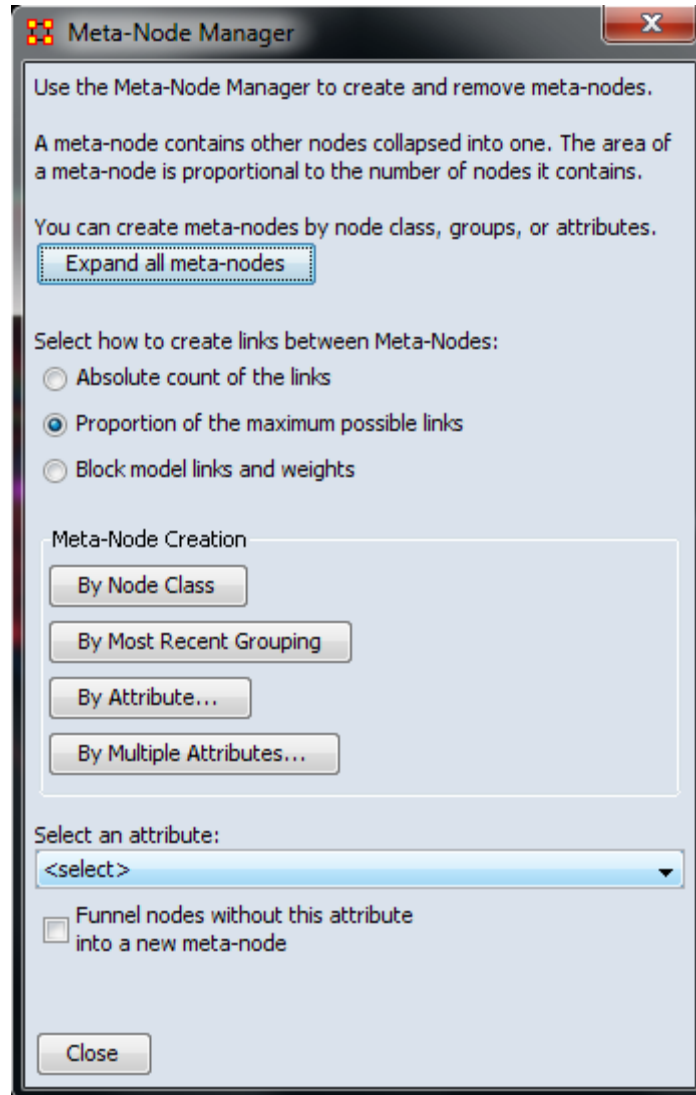 Meta-Node Manager
Use the Meta-Node Manager to create and remove meta-nodes.
A meta-node contains other nodes collapsed into one. The area of
a meta-node is proportional to the number of nodes it contains.
You can create meta-nodes by node class, groups, or attributes.
Expand all meta-nodes
Select how to create links between Meta-Nodes:
Absolute count of the links
Proportion of the maximum possible links
Block model links and weights
Meta-Node Creation
By Node Class
By Most Recent Grouping
By Attribute...
By Multiple Attributes...
Select an attribute:
<select>
Funnel nodes without this attribute
into a new meta-node
Close